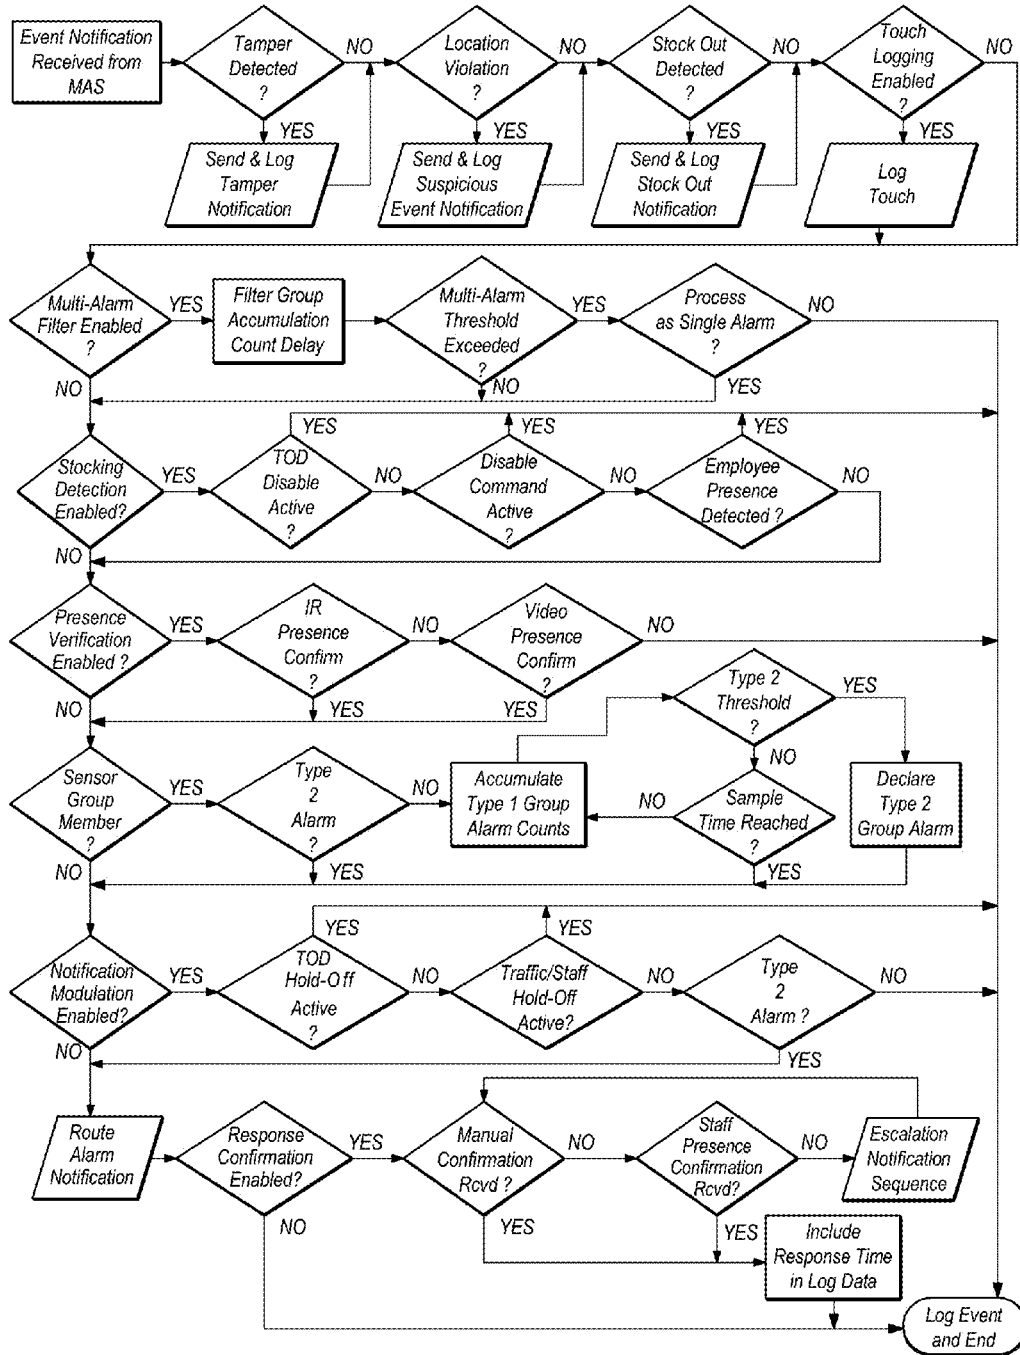 Event Notification
Received from
MAS
Tamper
Detected
?
NO
YES
Send & Log
Tamper
Notification
Location
Violation
?
NO
YES
Send & Log
Suspicious
Event Notification
Stock Out
Detected
?
NO
YES
Send & Log
Stock Out
Notification
Touch
Logging
Enabled
?
NO
YES
Log
Touch
Multi-Alarm
Filter Enabled
?
YES
NO
Filter Group
Accumulation
Count Delay
Multi-Alarm
Threshold
Exceeded
?
YES
NO
Process
as Single Alarm
?
NO
YES
Stocking
Detection
Enabled?
YES
NO
TOD
Disable
Active
?
YES
NO
Disable
Command
Active
?
YES
NO
Employee
Presence
Detected ?
YES
NO
Presence
Verification
Enabled ?
YES
NO
IR
Presence
Confirm
?
NO
YES
Video
Presence
Confirm
?
NO
YES
Sensor
Group
Member
?
YES
NO
Type
2
Alarm
?
NO
YES
Accumulate
Type 1 Group
Alarm Counts
Type 2
Threshold
?
YES
NO
Sample
Time Reached
?
NO
YES
Declare
Type 2
Group Alarm
Notification
Modulation
Enabled?
YES
NO
TOD
Hold-Off
Active
?
YES
NO
Traffic/Staff
Hold-Off
Active?
YES
NO
Type
2
Alarm ?
NO
YES
Route
Alarm
Notification
Response
Confirmation
Enabled?
YES
NO
Manual
Confirmation
Rcvd ?
NO
YES
Staff
Presence
Confirmation
Rcvd?
NO
YES
Escalation
Notification
Sequence
Include
Response Time
in Log Data
Log Event
and End